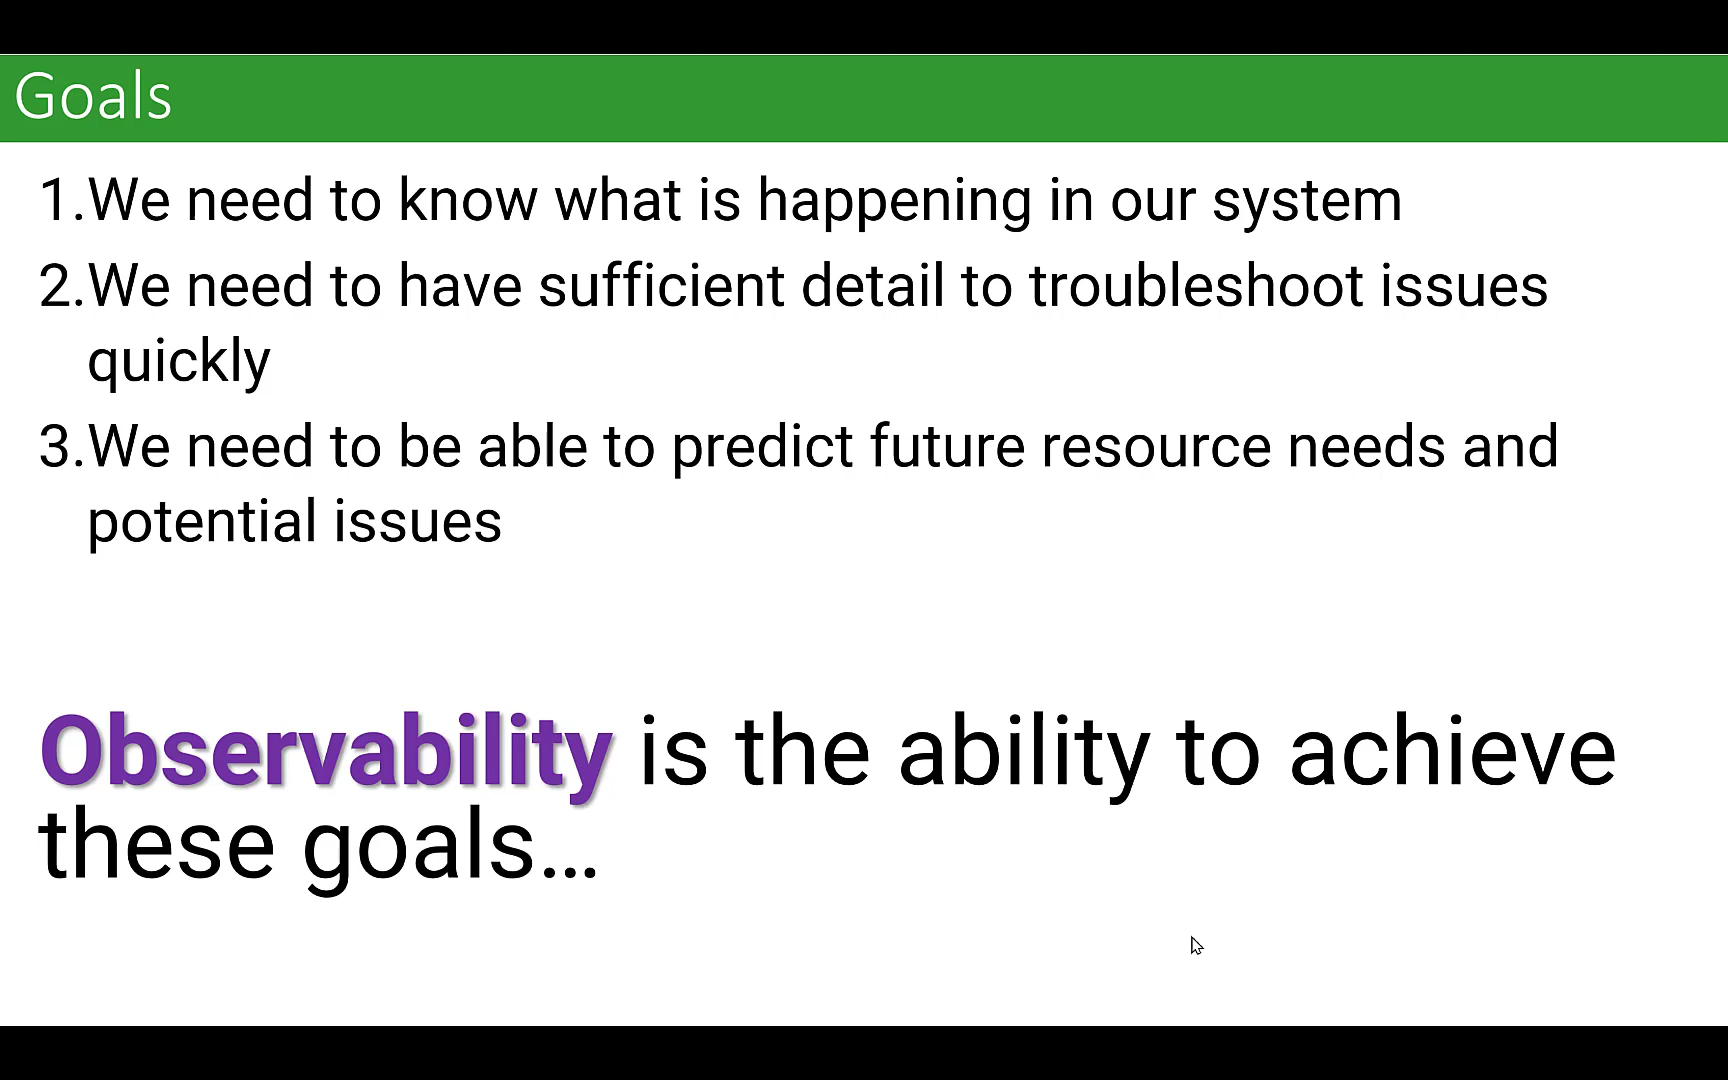 Goals
1.We need to know what is happening in our system
2.We need to have sufficient detail to troubleshoot issues
quickly
3.We need to be able to predict future resource needs and
potential issues
Observability is the ability to achieve
these goals…